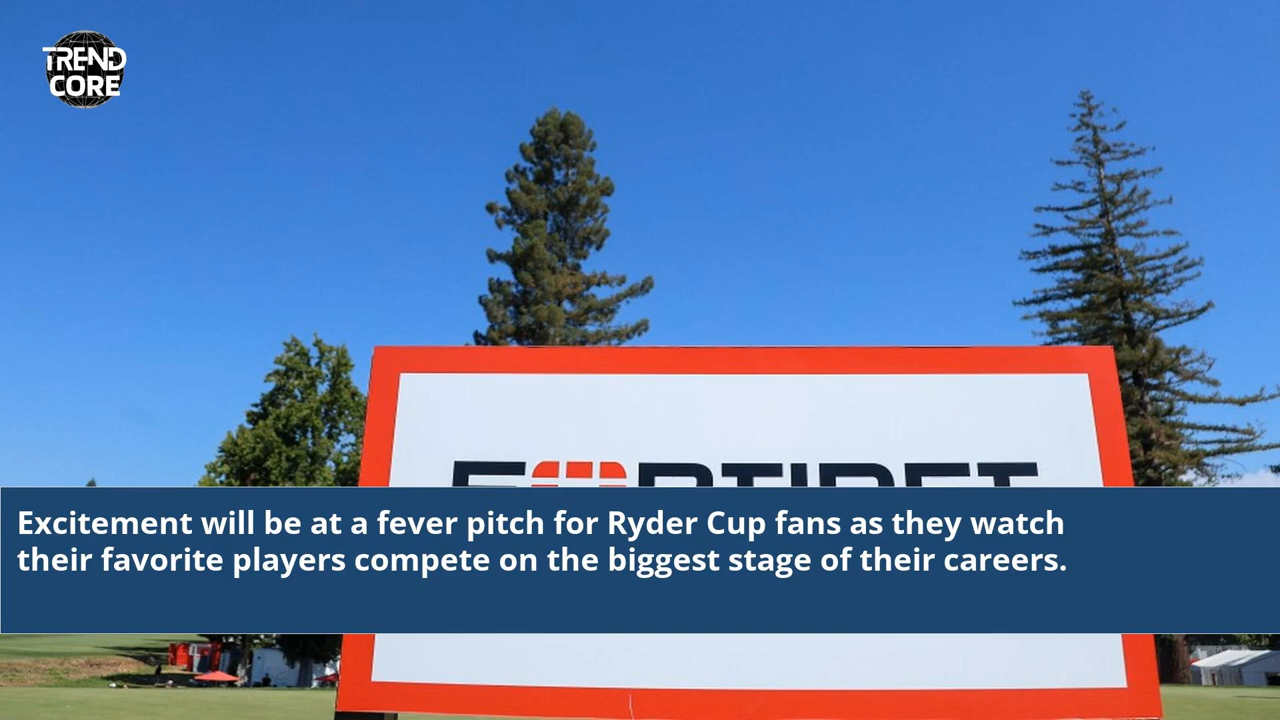 TREND
CORE
FORTINET
Excitement will be at a fever pitch for Ryder Cup fans as they watch
their favorite players compete on the biggest stage of their careers.